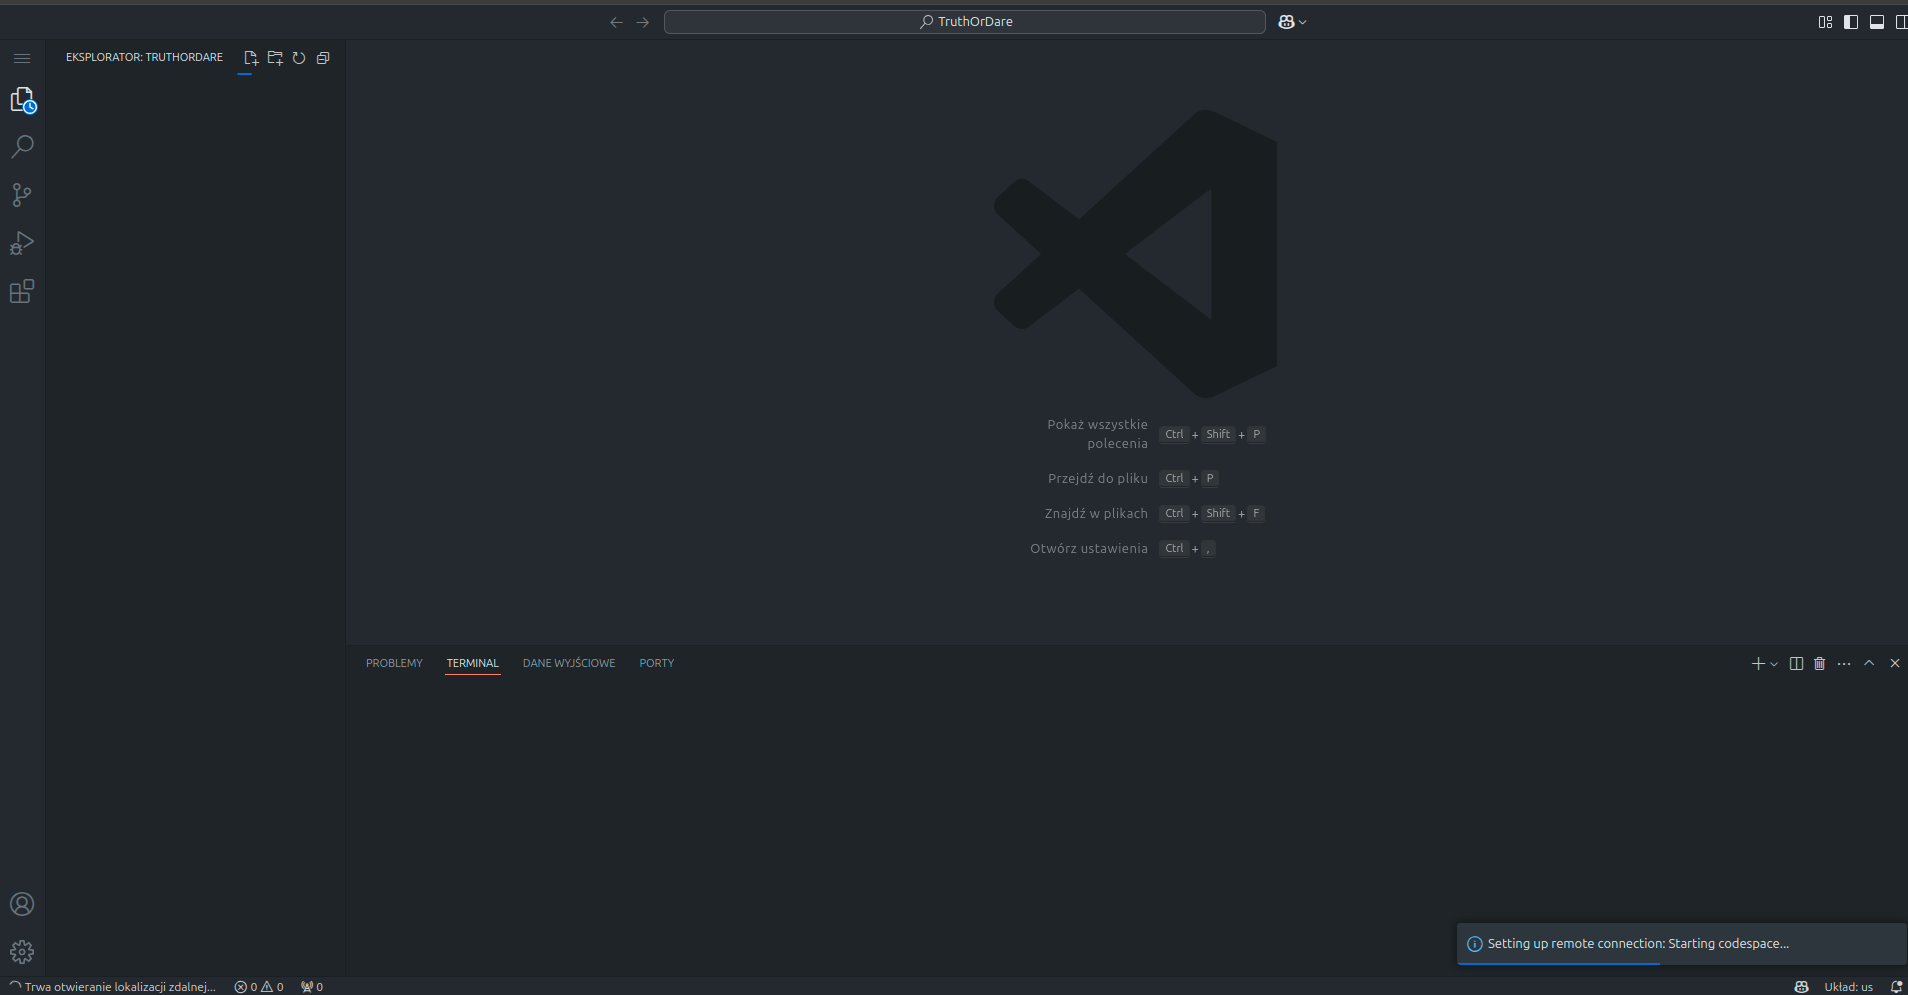 TruthOrDare
EKSPLORATOR: TRUTHORDARE
Pokaż wszystkie
polecenia
Ctrl + Shift + P
Przejdź do pliku Ctrl + P
Znajdź w plikach Ctrl + Shift + F
Otwórz ustawienia Ctrl + ,
PROBLEMY TERMINAL DANE WYJŚCIOWE PORTY
Setting up remote connection: Starting codespace...
Trwa otwieranie lokalizacji zdalnej... 0 0 0 Układ: us